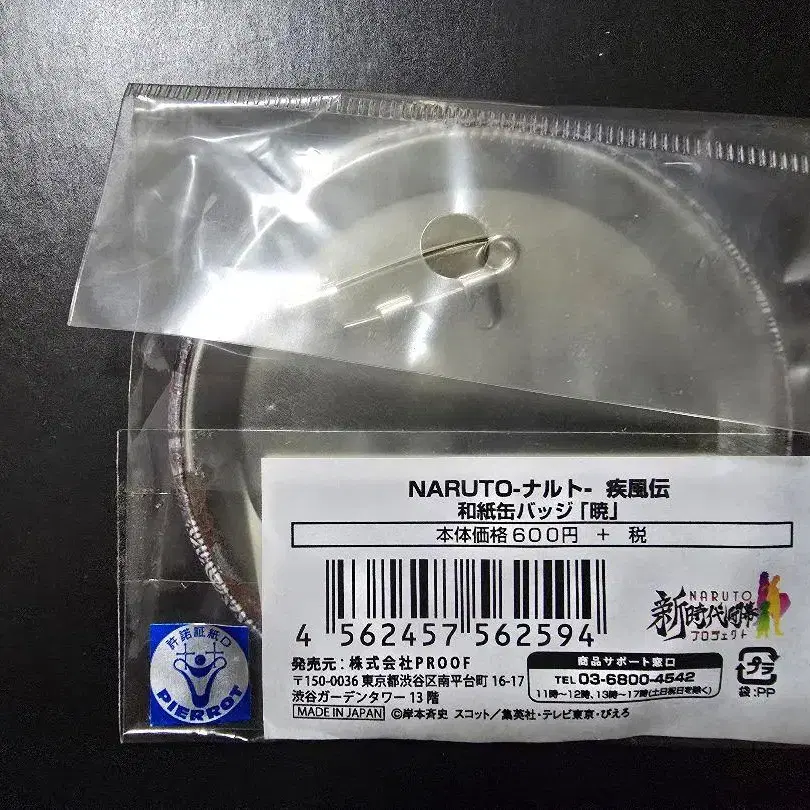 NARUTO-ナルト- 疾風伝
和紙缶バッジ「暁」
本体価格600円 + 税
4 562457 562594
NARUTO
新時代開幕
プロジェクト
発売元:株式会社PROOF
〒150-0036 東京都渋谷区南平台町 16-17
渋谷ガーデンタワー 13 階
MADE IN JAPAN ©岸本斉史 スコット/集英社・テレビ東京・ぴえろ
商品サポート窓口
TEL 03-6800-4542
11時〜12時、13時〜17時(土日祝日を除く)
プラ
袋:PP
許諾証紙
PIERROT